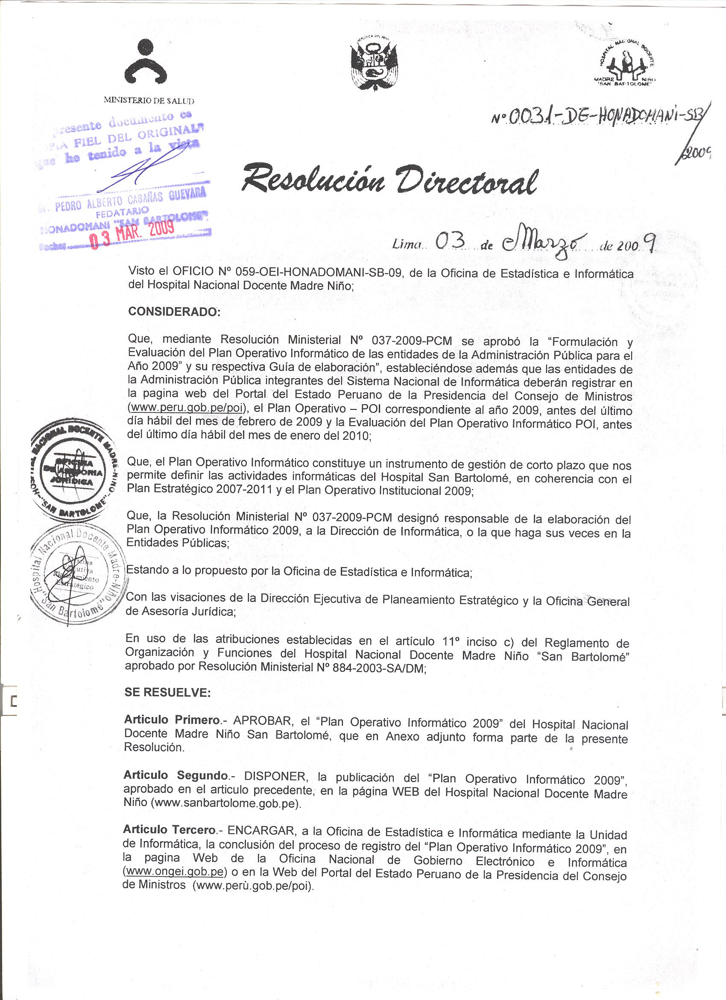 REPUBLICA DEL PERU
HOSPITAL NACIONAL DOCENTE
MADRE NIÑO
"SAN BARTOLOME"
MINISTERIO DE SALUD
Nº 0031-DE-HONADOMANI-SB/
/2009
presente documento es
COPIA FIEL DEL ORIGINAL"
que he tenido a la vista
PEDRO ALBERTO CABAÑAS GUEVARA
FEDATARIO
HONADOMANI "SAN BARTOLOME"
Fecha:
03 MAR. 2009
Resolución Directoral
Lima 03 de Marzo de 2009
Visto el OFICIO Nº 059-OEI-HONADOMANI-SB-09, de la Oficina de Estadística e Informática
del Hospital Nacional Docente Madre Niño;
CONSIDERADO:
Que, mediante Resolución Ministerial Nº 037-2009-PCM se aprobó la “Formulación y
Evaluación del Plan Operativo Informático de las entidades de la Administración Pública para el
Año 2009” y su respectiva Guía de elaboración”, estableciéndose además que las entidades de
la Administración Pública integrantes del Sistema Nacional de Informática deberán registrar en
la pagina web del Portal del Estado Peruano de la Presidencia del Consejo de Ministros
(www.peru.gob.pe/poi), el Plan Operativo – POI correspondiente al año 2009, antes del último
día hábil del mes de febrero de 2009 y la Evaluación del Plan Operativo Informático POI, antes
del último día hábil del mes de enero del 2010;
HOSPITAL NACIONAL DOCENTE MADRE-NIÑO
OFICINA
DE ASESORIA
JURÍDICA
"SAN BARTOLOME"
Que, el Plan Operativo Informático constituye un instrumento de gestión de corto plazo que nos
permite definir las actividades informáticas del Hospital San Bartolomé, en coherencia con el
Plan Estratégico 2007-2011 y el Plan Operativo Institucional 2009;
Que, la Resolución Ministerial Nº 037-2009-PCM designó responsable de la elaboración del
Plan Operativo Informático 2009, a la Dirección de Informática, o la que haga sus veces en la
Entidades Públicas;
Hospital Nacional Docente Madre-Niño
Oficina
Ejecutiva
Planeamiento
Estratégico
"San Bartolomé"
Estando a lo propuesto por la Oficina de Estadística e Informática;
Con las visaciones de la Dirección Ejecutiva de Planeamiento Estratégico y la Oficina General
de Asesoría Jurídica;
En uso de las atribuciones establecidas en el artículo 11º inciso c) del Reglamento de
Organización y Funciones del Hospital Nacional Docente Madre Niño “San Bartolomé”
aprobado por Resolución Ministerial Nº 884-2003-SA/DM;
SE RESUELVE:
Articulo Primero.- APROBAR, el “Plan Operativo Informático 2009” del Hospital Nacional
Docente Madre Niño San Bartolomé, que en Anexo adjunto forma parte de la presente
Resolución.
Articulo Segundo.- DISPONER, la publicación del “Plan Operativo Informático 2009”,
aprobado en el articulo precedente, en la página WEB del Hospital Nacional Docente Madre
Niño (www.sanbartolome.gob.pe).
Articulo Tercero.- ENCARGAR, a la Oficina de Estadística e Informática mediante la Unidad
de Informática, la conclusión del proceso de registro del “Plan Operativo Informático 2009”, en
la pagina Web de la Oficina Nacional de Gobierno Electrónico e Informática
(www.ongei.gob.pe) o en la Web del Portal del Estado Peruano de la Presidencia del Consejo
de Ministros (www.perù.gob.pe/poi).